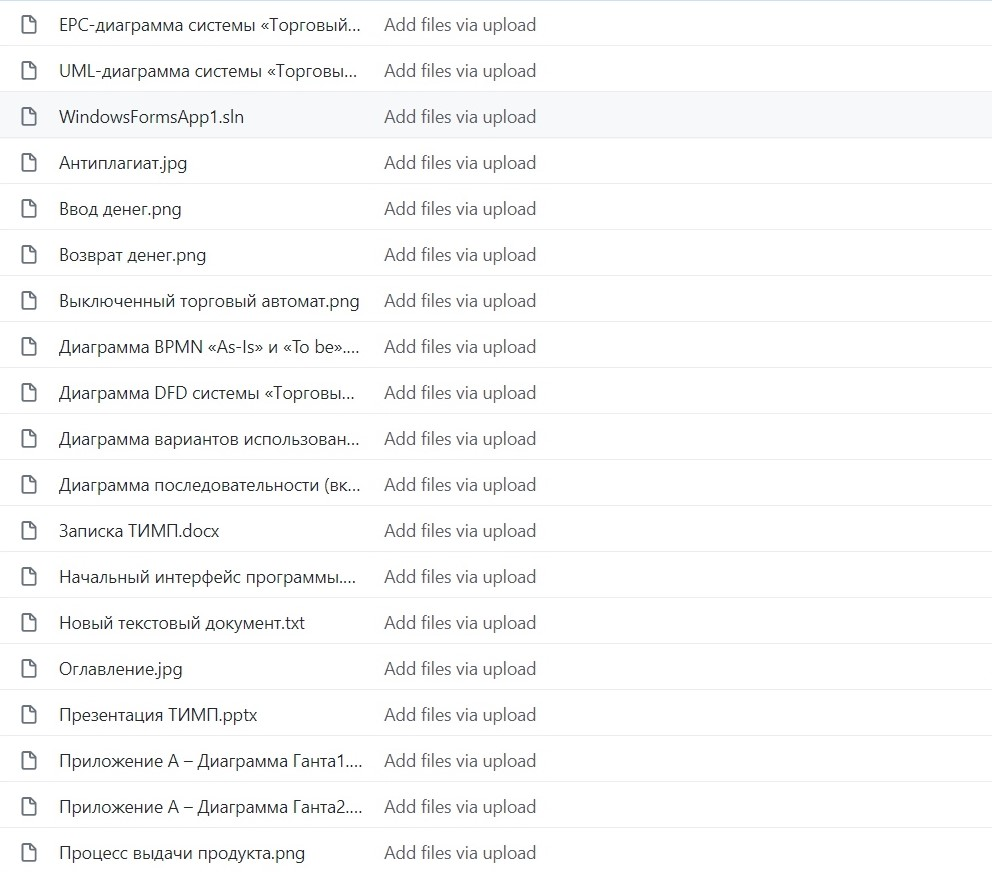 EPC-диаграмма системы «Торговый... Add files via upload
UML-диаграмма системы «Торговы... Add files via upload
WindowsFormsApp1.sln Add files via upload
Антиплагиат.jpg Add files via upload
Ввод денег.png Add files via upload
Возврат денег.png Add files via upload
Выключенный торговый автомат.png Add files via upload
Диаграмма BPMN «As-Is» и «To be».... Add files via upload
Диаграмма DFD системы «Торговы... Add files via upload
Диаграмма вариантов использован... Add files via upload
Диаграмма последовательности (вк... Add files via upload
Записка ТИМП.docx Add files via upload
Начальный интерфейс программы.... Add files via upload
Новый текстовый документ.txt Add files via upload
Оглавление.jpg Add files via upload
Презентация ТИМП.pptx Add files via upload
Приложение А – Диаграмма Ганта1.... Add files via upload
Приложение А – Диаграмма Ганта2.... Add files via upload
Процесс выдачи продукта.png Add files via upload